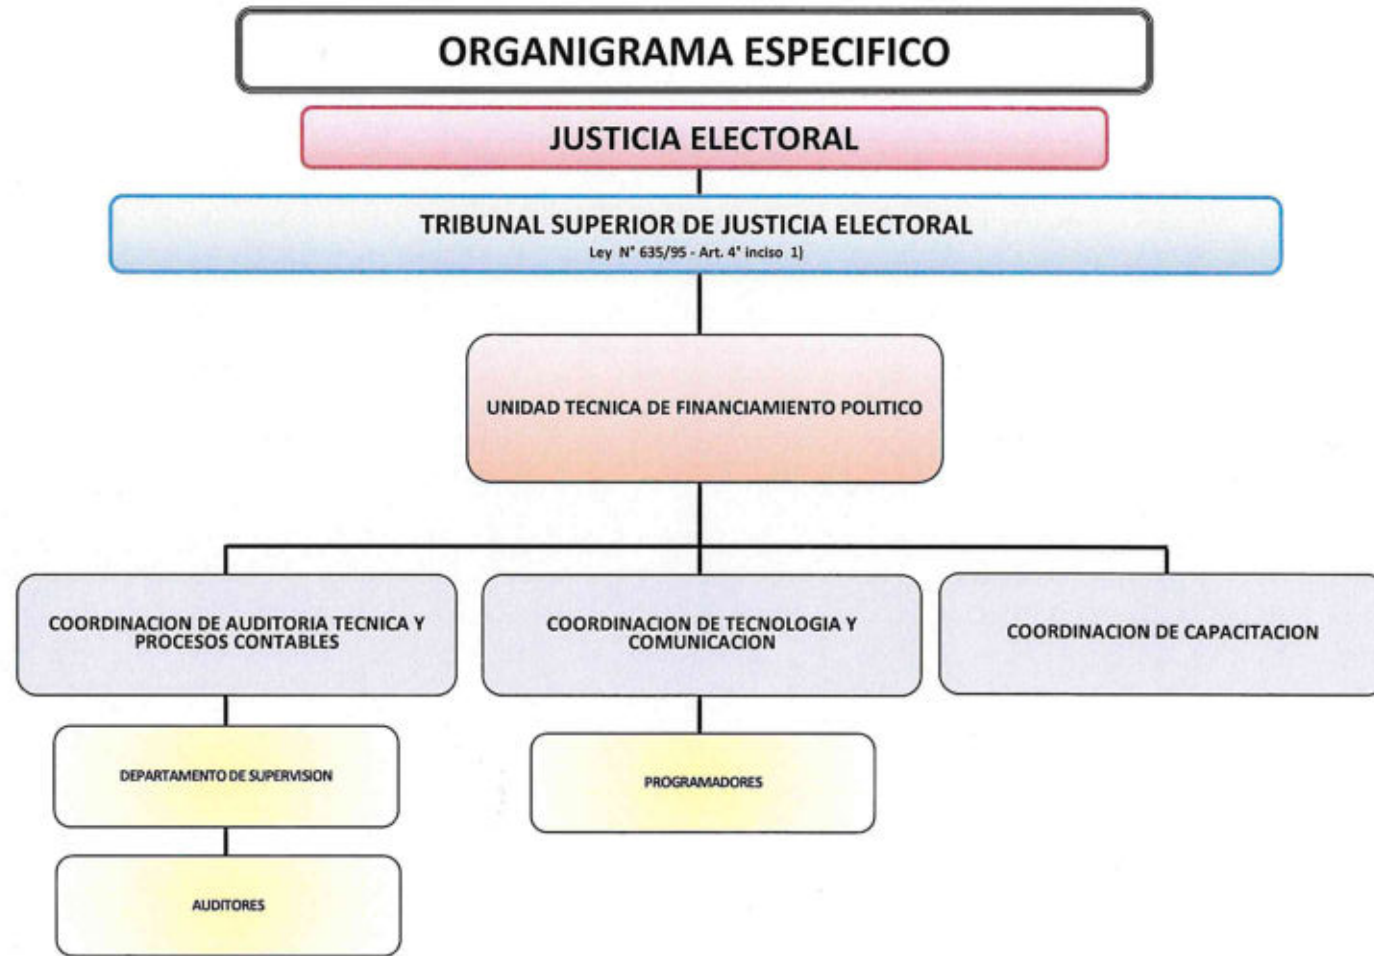 ORGANIGRAMA ESPECIFICO
JUSTICIA ELECTORAL
TRIBUNAL SUPERIOR DE JUSTICIA ELECTORAL
Ley N° 635/95 - Art. 4° inciso 1)
UNIDAD TECNICA DE FINANCIAMIENTO POLITICO
COORDINACION DE AUDITORIA TECNICA Y
PROCESOS CONTABLES
COORDINACION DE TECNOLOGIA Y
COMUNICACION
COORDINACION DE CAPACITACION
DEPARTAMENTO DE SUPERVISION
PROGRAMADORES
AUDITORES